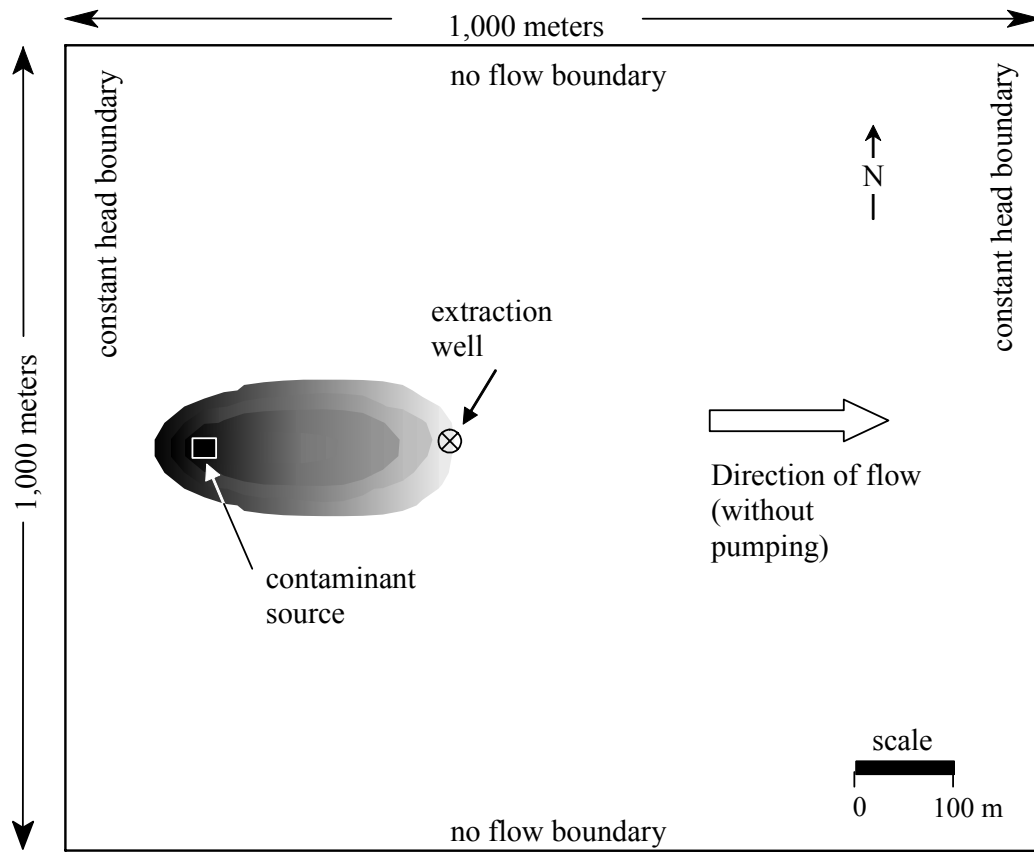 1,000 meters
no flow boundary
constant head boundary
constant head boundary
N
1,000 meters
extraction
well
Direction of flow
(without
pumping)
contaminant
source
scale
0 100 m
no flow boundary